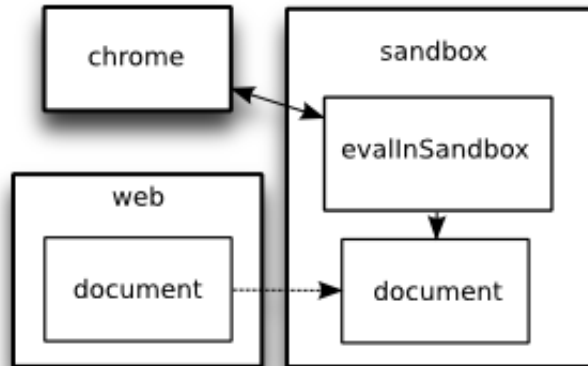 chrome
sandbox
evalInSandbox
web
document
document